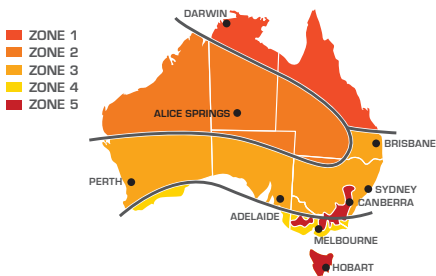 DARWIN
ZONE 1
ZONE 2
ZONE 3
ZONE 4
ZONE 5
ALICE SPRINGS
BRISBANE
PERTH
SYDNEY
CANBERRA
ADELAIDE
MELBOURNE
HOBART